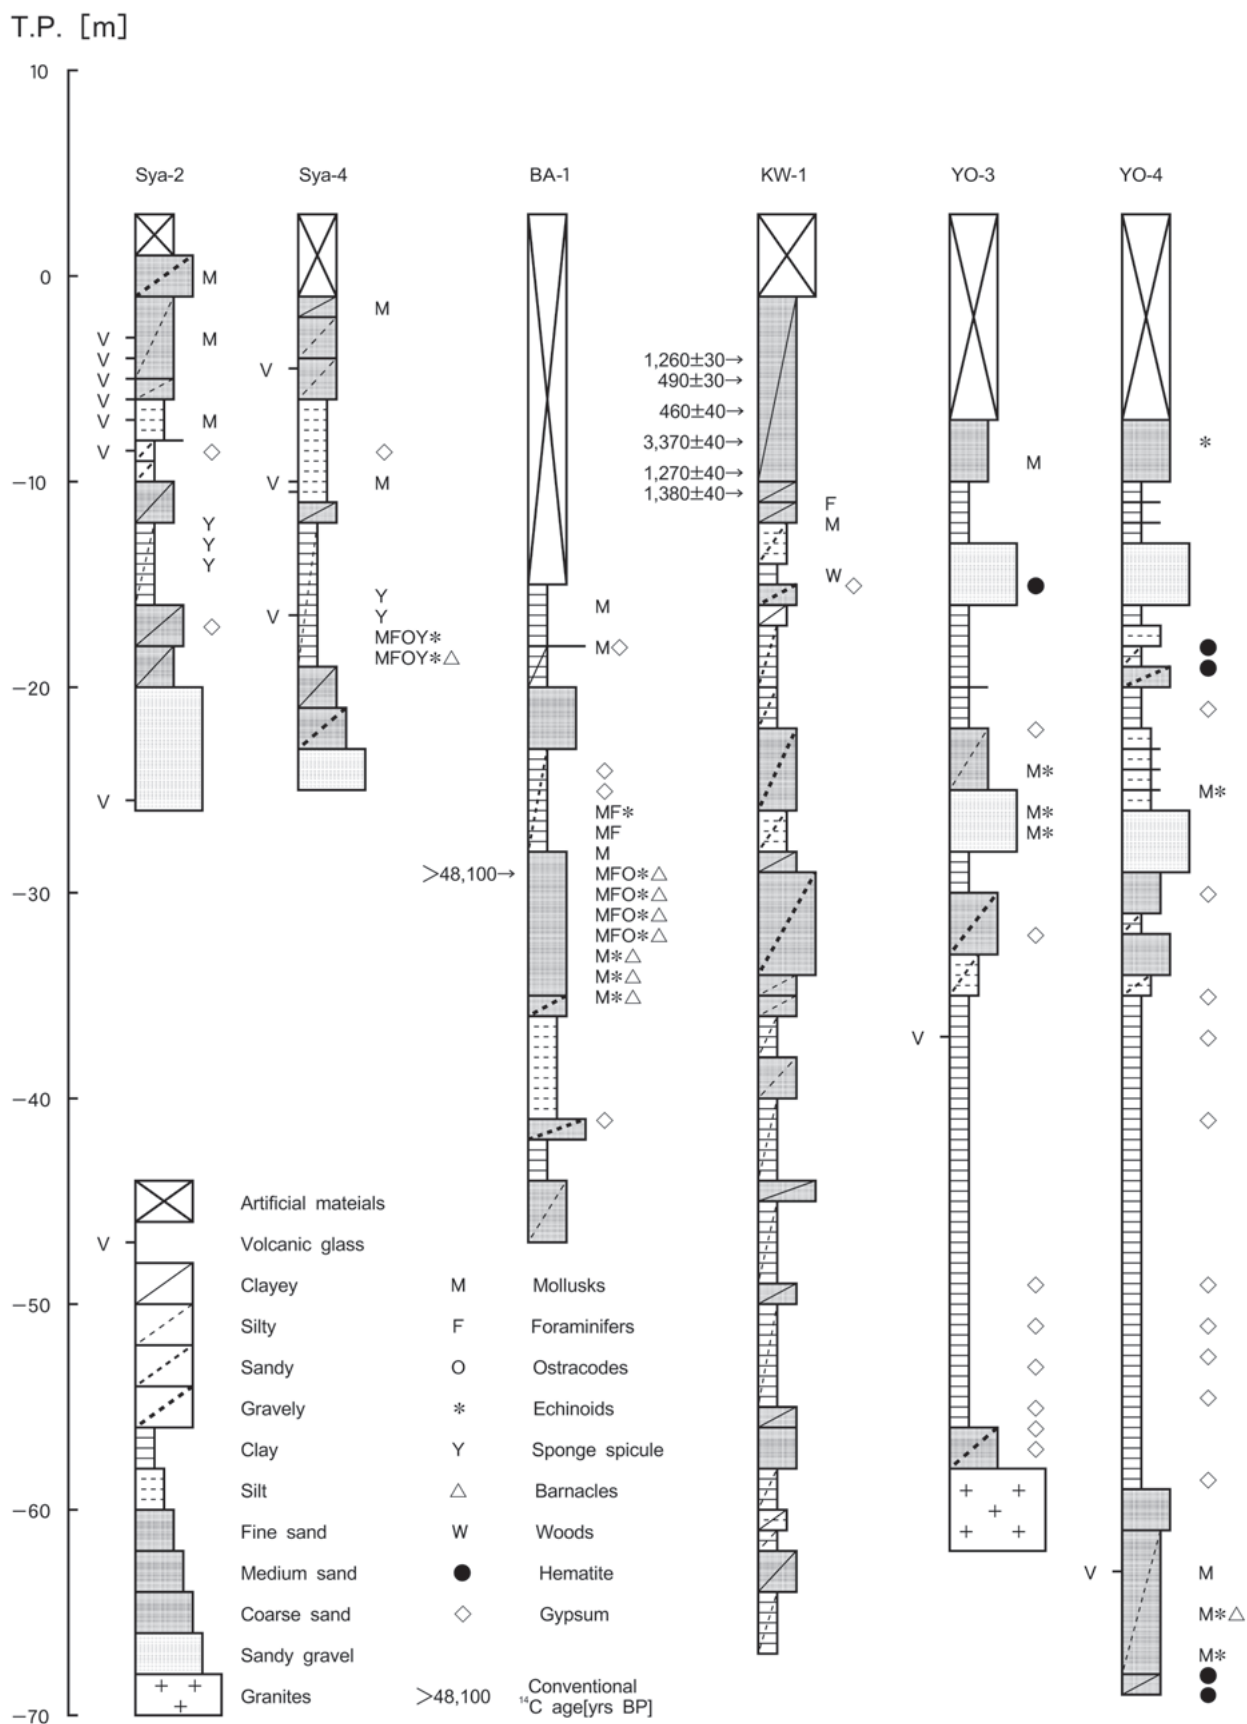 T.P. [m]
10
Sya-2 Sya-4 BA-1 KW-1 YO-3 YO-4
0 M
M
V M
V
1,260±30→
V
V
490±30→
V
460±40→
V M
3,370±40→ *
V M
1,270±40→
-10 V M
1,380±40→
F
Y M
Y
Y
W
Y M
V Y
MFOY*
M
MFOY*△
-20
M*
M*
V MF* M*
MF M*
M
>48,100→ MFO*△
-30 MFO*△
MFO*△
MFO*△
M*△
M*△
M*△
V
-40
Artificial mateials
V Volcanic glass
Clayey M Mollusks
-50
Silty F Foraminifers
Sandy O Ostracodes
Gravely * Echinoids
Clay Y Sponge spicule
Silt △ Barnacles
-60
Fine sand W Woods
Medium sand ● Hematite
V M
Coarse sand ◇ Gypsum
M*△
Sandy gravel
M*
Granites >48,100 Conventional
¹⁴C age[yrs BP]
-70